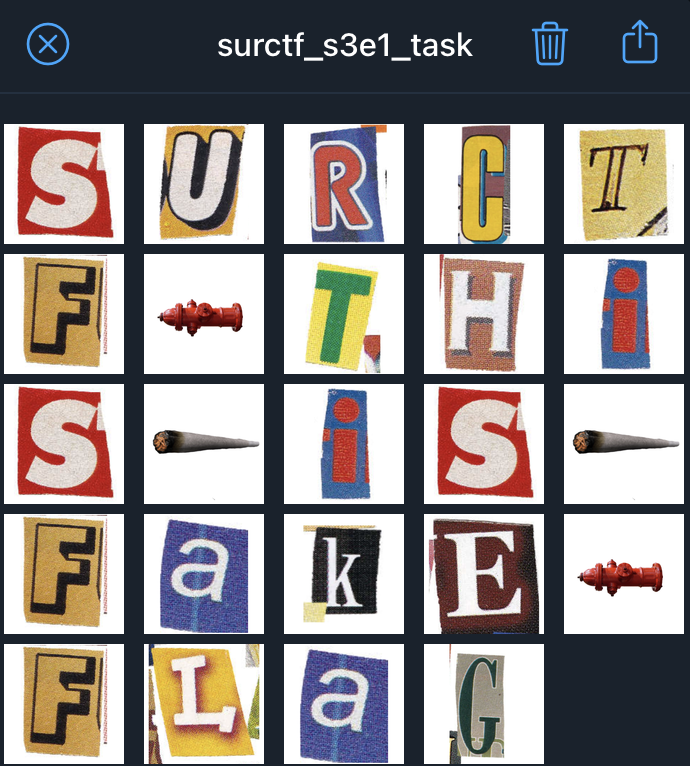 surctf_s3e1_task
S U R C T
F T H i
S i S
F a k E
F L a G